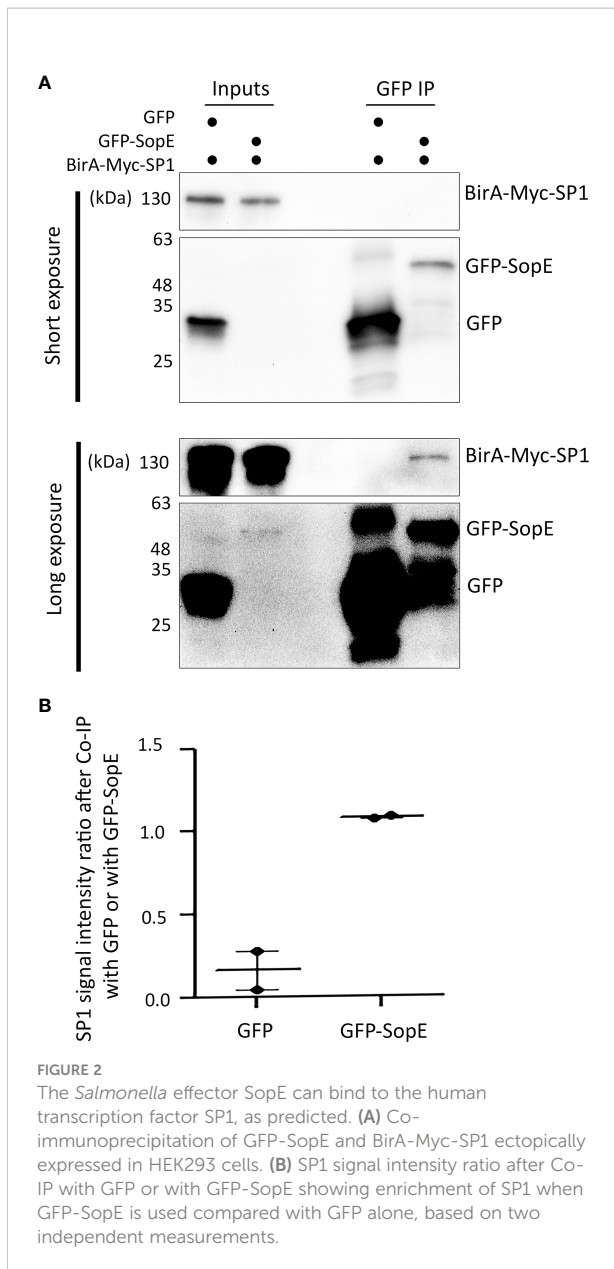 A
Inputs
GFP IP
GFP
GFP-SopE
BirA-Myc-SP1
Short exposure
(kDa) 130
BirA-Myc-SP1
63
GFP-SopE
48
35
GFP
25
Long exposure
(kDa) 130
BirA-Myc-SP1
63
GFP-SopE
48
35
GFP
25
B
SP1 signal intensity ratio after Co-IP
with GFP or with GFP-SopE
1.5
1.0
0.5
0.0
GFP
GFP-SopE
FIGURE 2
The Salmonella effector SopE can bind to the human
transcription factor SP1, as predicted. (A) Co-
immunoprecipitation of GFP-SopE and BirA-Myc-SP1 ectopically
expressed in HEK293 cells. (B) SP1 signal intensity ratio after Co-
IP with GFP or with GFP-SopE showing enrichment of SP1 when
GFP-SopE is used compared with GFP alone, based on two
independent measurements.